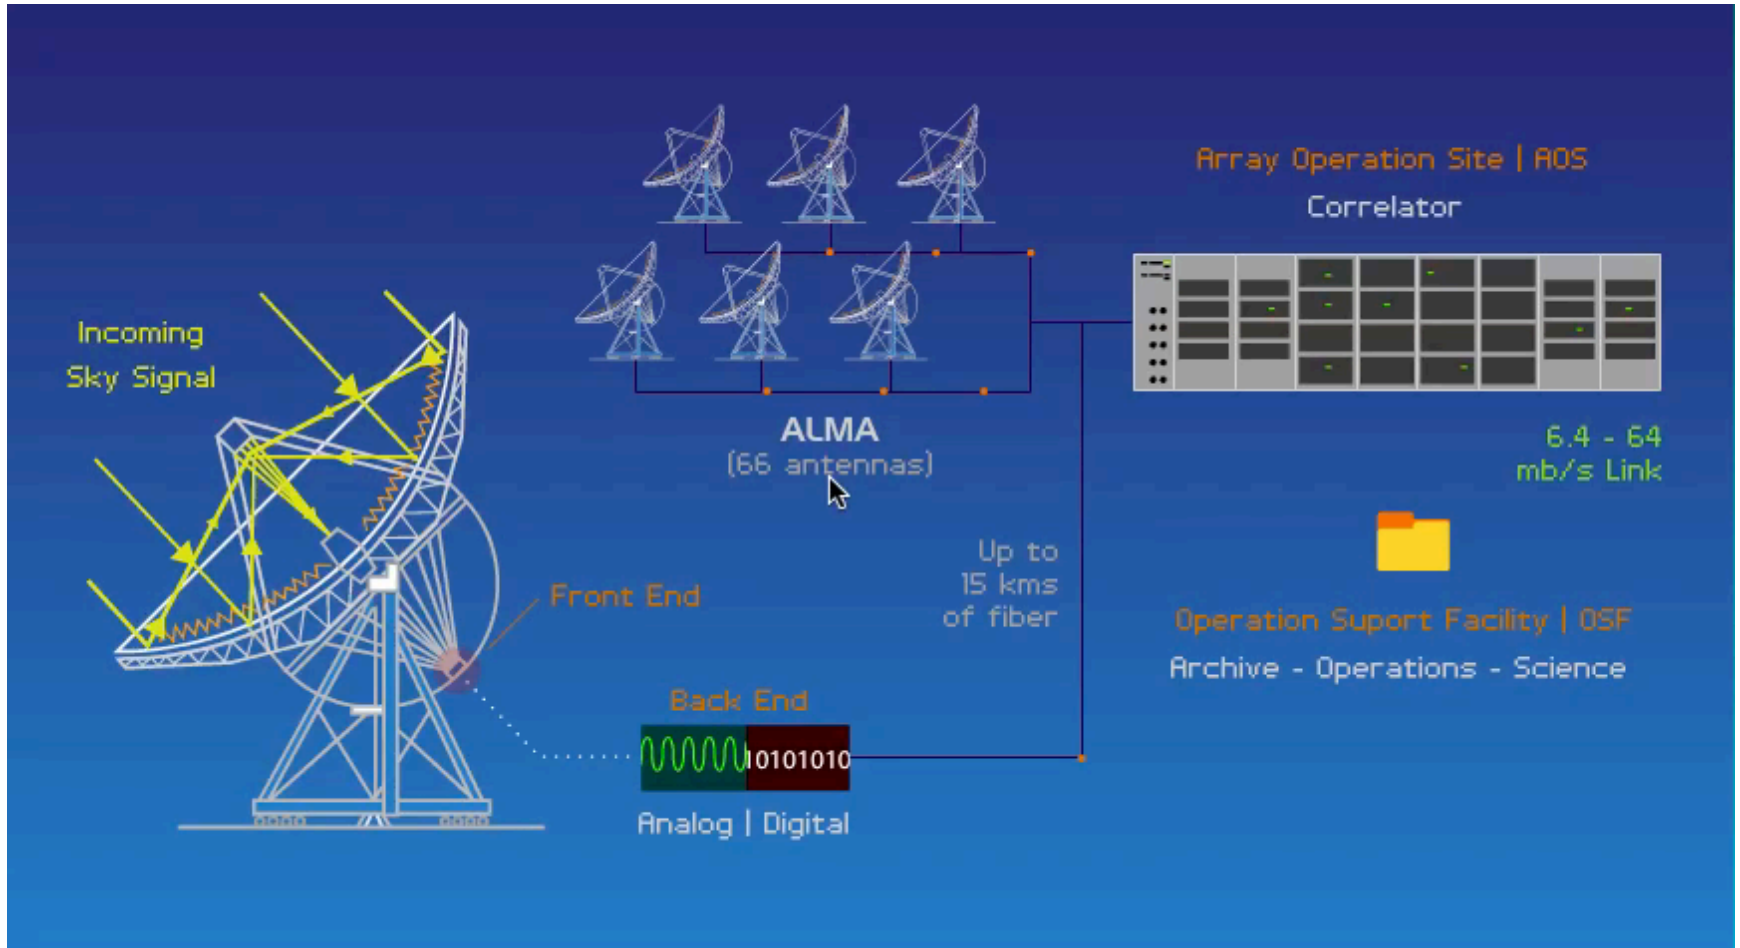 Incoming
Sky Signal
ALMA
(66 antennas)
Array Operation Site | AOS
Correlator
6.4 - 64
mb/s Link
Up to
15 kms
of fiber
Front End
Operation Suport Facility | OSF
Archive - Operations - Science
Back End
10101010
Analog | Digital